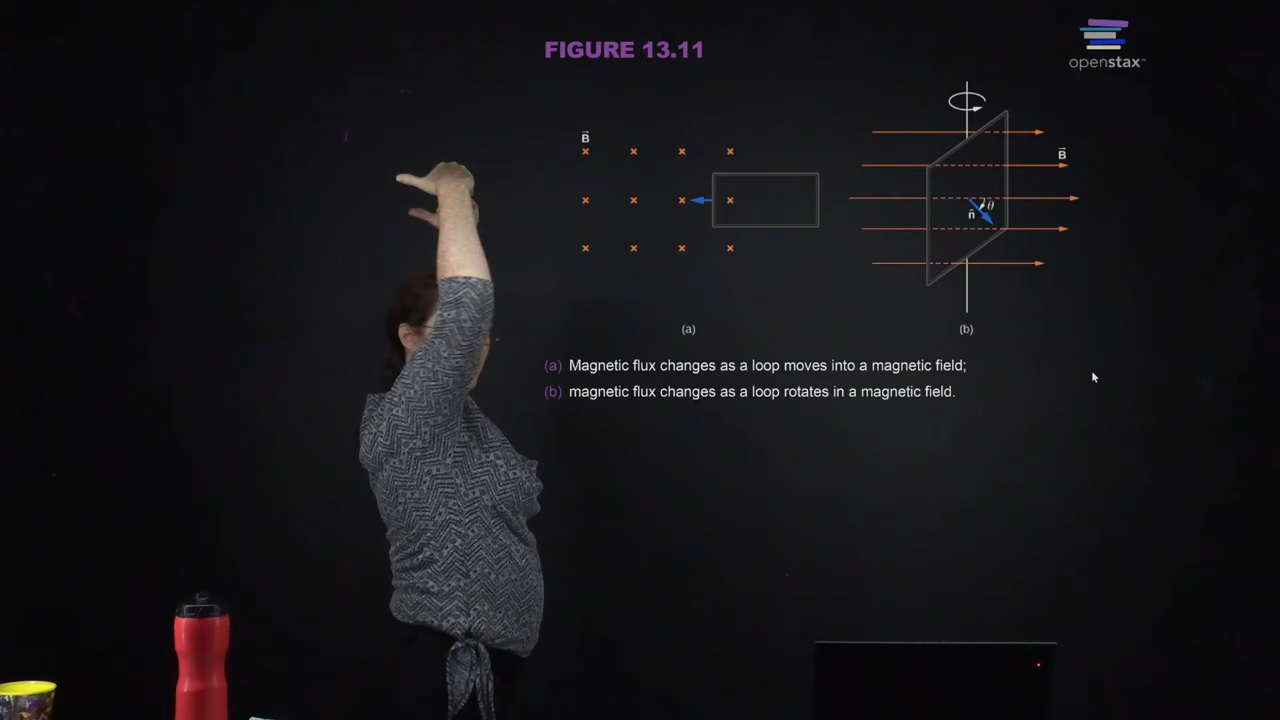 FIGURE 13.11
openstax™
B
× × × ×
× × × ×
× × × ×
(a)
B
n̂
θ
(b)
(a) Magnetic flux changes as a loop moves into a magnetic field;
(b) magnetic flux changes as a loop rotates in a magnetic field.